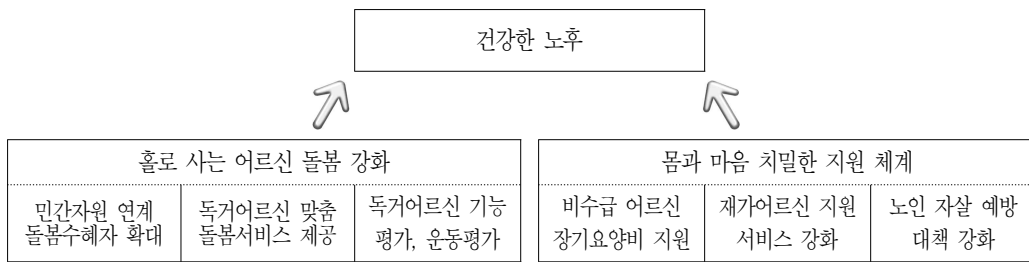 건강한 노후
홀로 사는 어르신 돌봄 강화
민간자원 연계
돌봄수혜자 확대
독거어르신 맞춤
돌봄서비스 제공
독거어르신 기능
평가, 운동평가
몸과 마음 치밀한 지원 체계
비수급 어르신
장기요양비 지원
재가어르신 지원
서비스 강화
노인 자살 예방
대책 강화